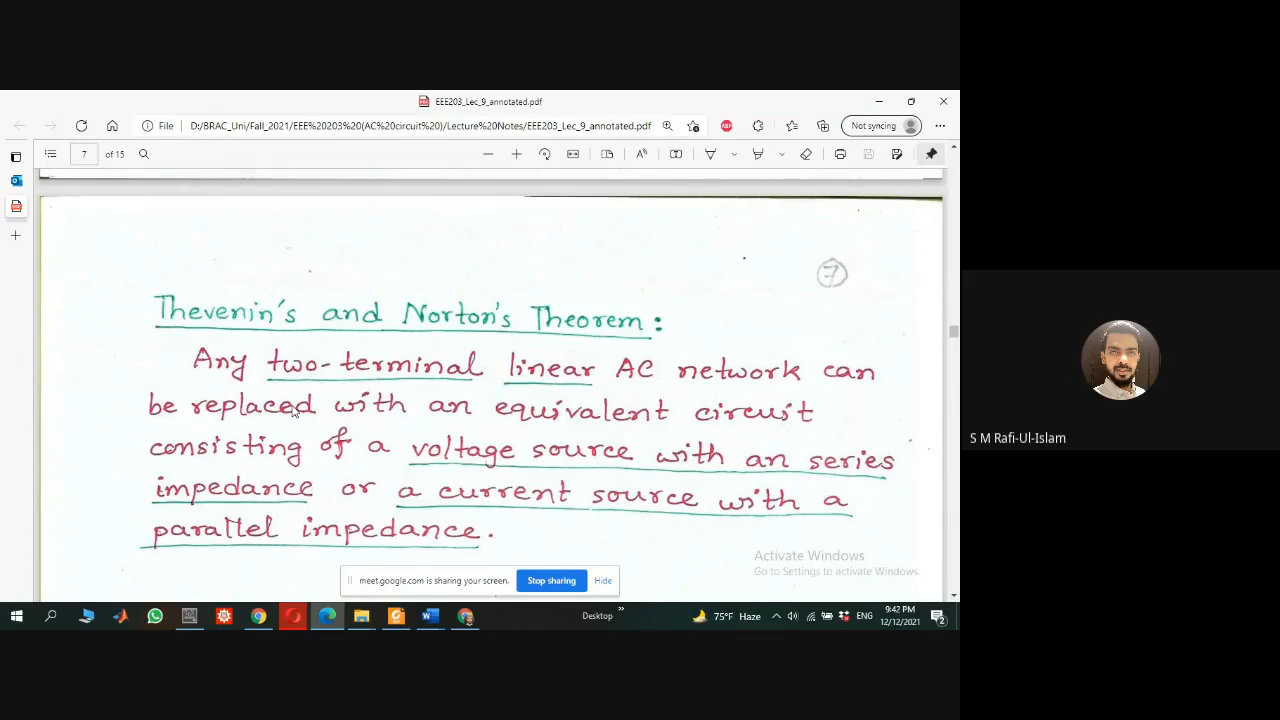 EEE203_Lec_9_annotated.pdf
File D:/BRAC_Uni/Fall_2021/EEE%20203%20(AC%20circuit%20)/Lecture%20Notes/EEE203_Lec_9_annotated.pdf Not syncing
7 of 15
7
Thevenin's and Norton's Theorem:
Any two-terminal linear AC network can
be replaced with an equivalent circuit
consisting of a voltage source with an series
impedance or a current source with a
parallel impedance.
S M Rafi-Ul-Islam
Activate Windows
Go to Settings to activate Windows.
meet.google.com is sharing your screen. Stop sharing Hide
Desktop 75°F Haze ENG 9:42 PM
12/12/2021 2